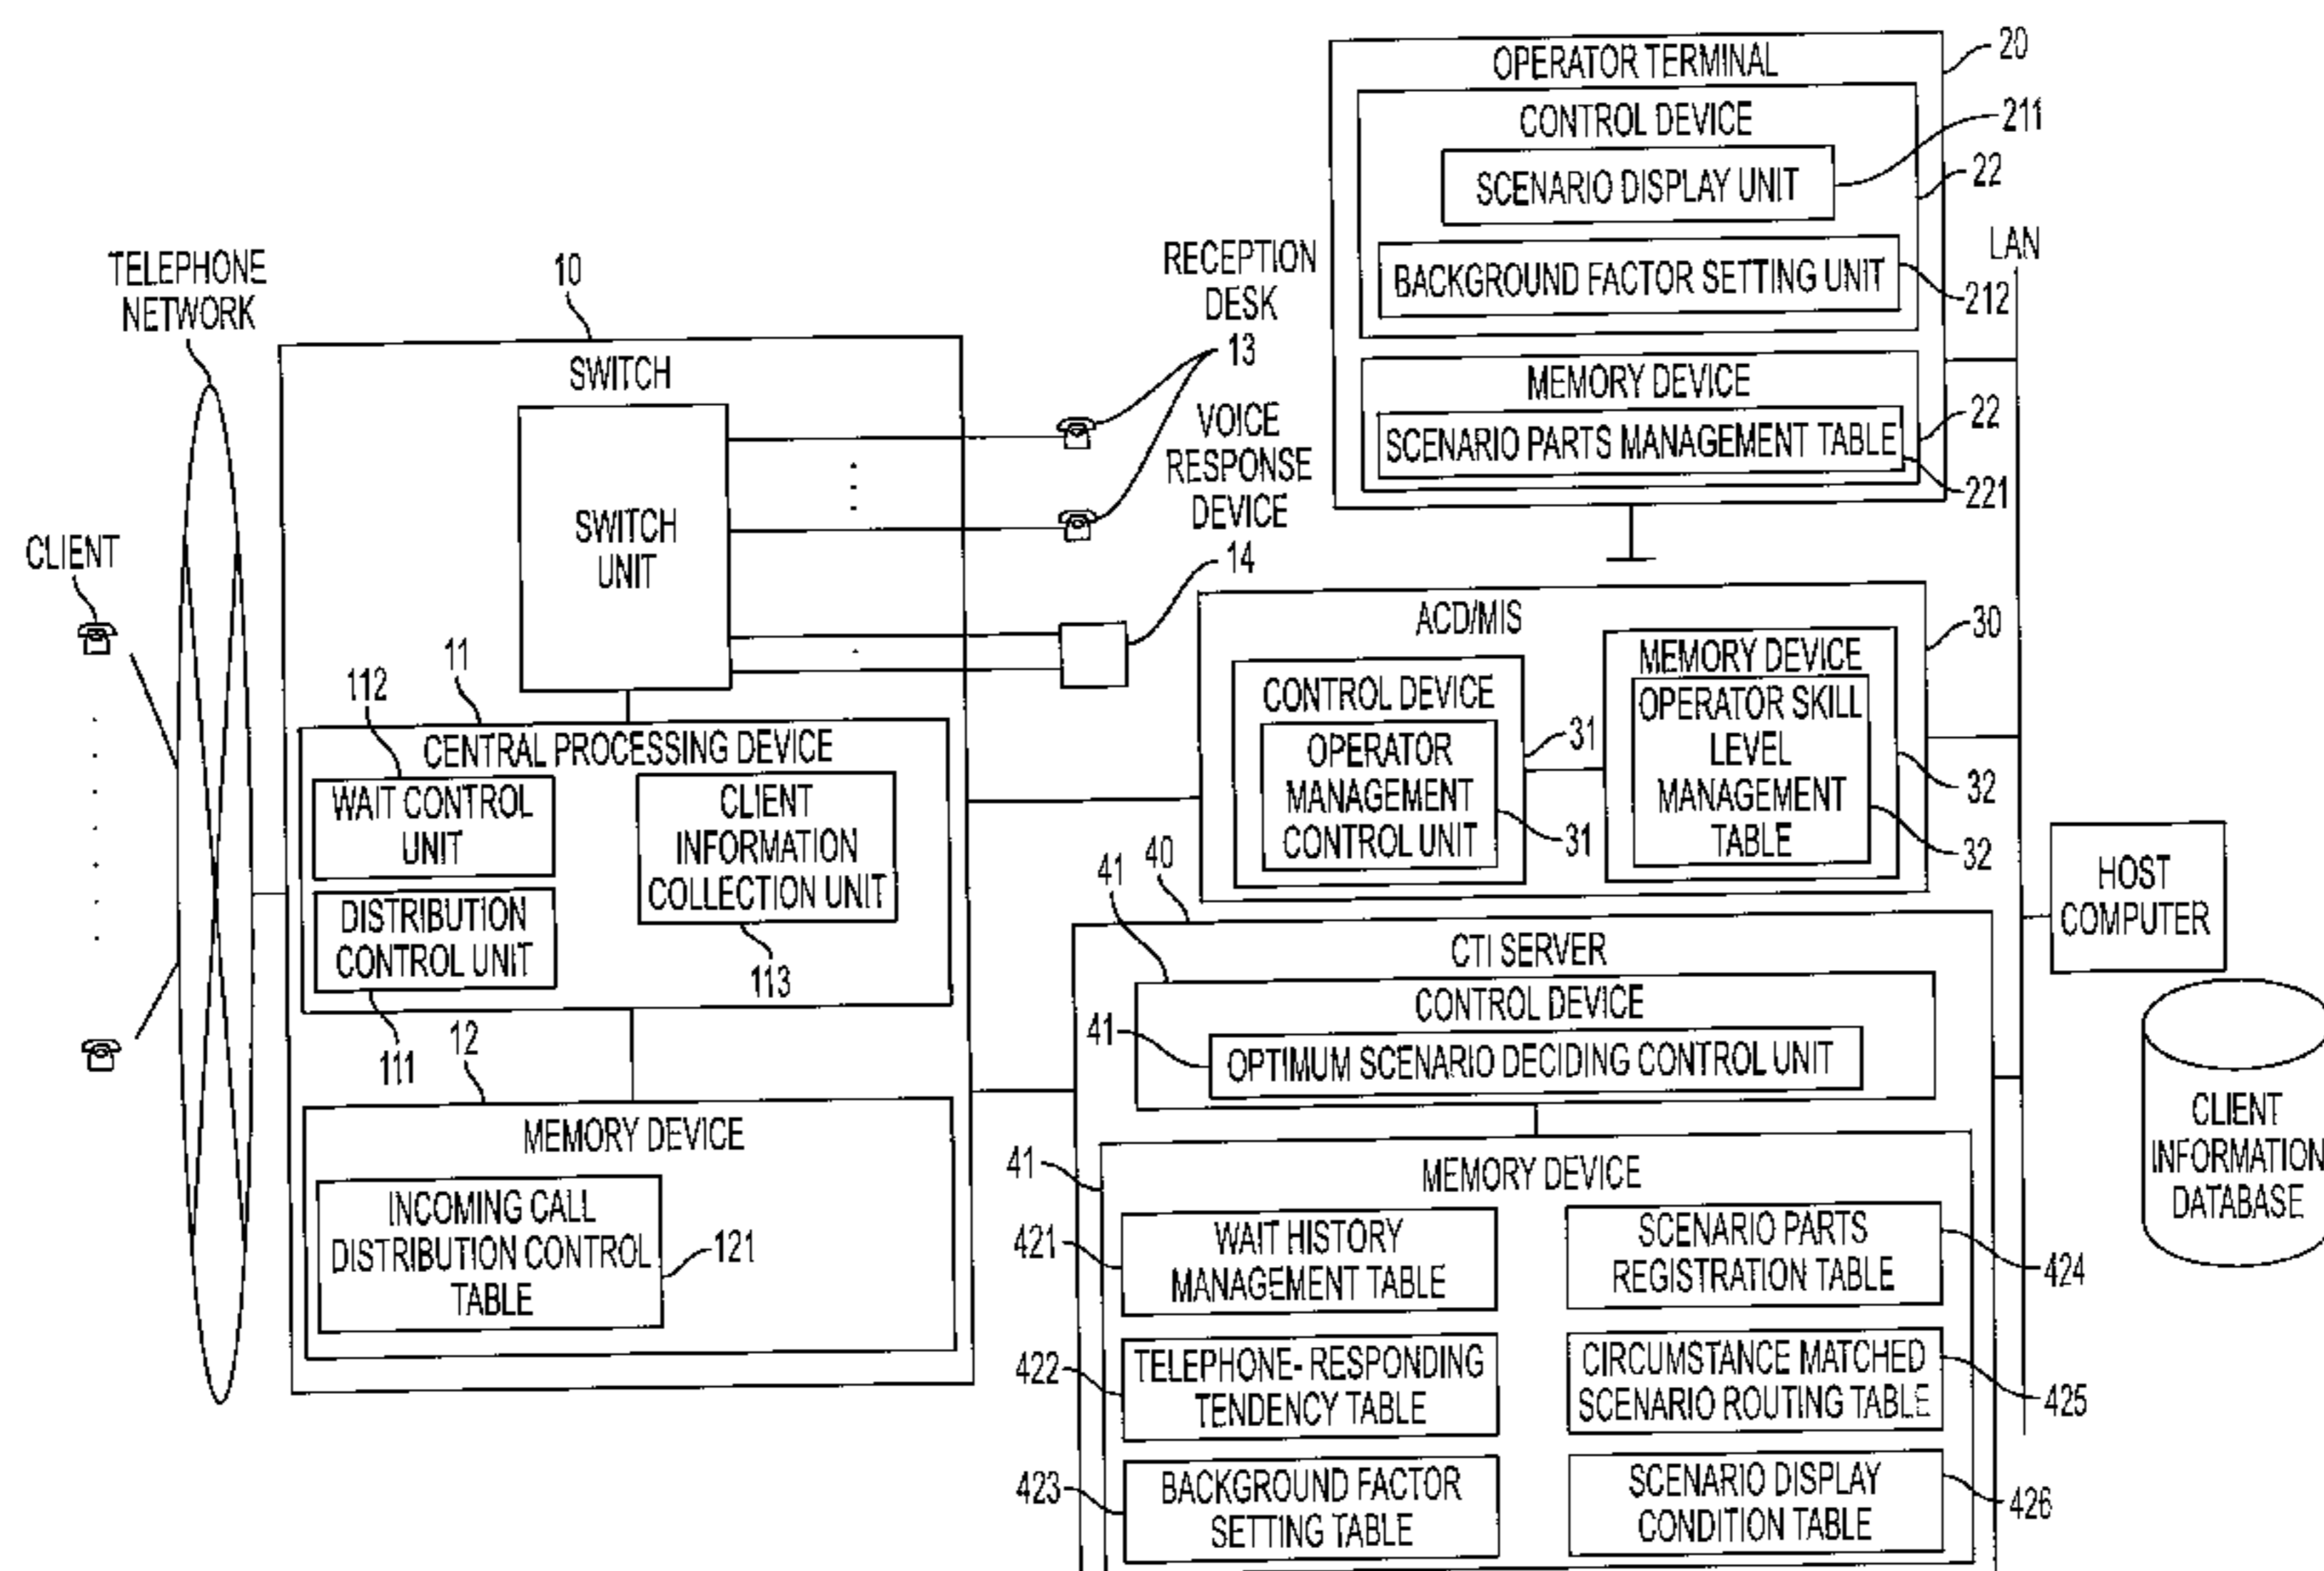 TELEPHONE
NETWORK
CLIENT
10
SWITCH
SWITCH
UNIT
RECEPTION
DESK
13
VOICE
RESPONSE
DEVICE
14
11
112
CENTRAL PROCESSING DEVICE
WAIT CONTROL
UNIT
CLIENT
INFORMATION
COLLECTION UNIT
DISTRIBUTION
CONTROL UNIT
113
111
12
MEMORY DEVICE
INCOMING CALL
DISTRIBUTION CONTROL
TABLE
121
20
OPERATOR TERMINAL
CONTROL DEVICE
211
SCENARIO DISPLAY UNIT
22
BACKGROUND FACTOR SETTING UNIT
212
LAN
MEMORY DEVICE
22
SCENARIO PARTS MANAGEMENT TABLE
221
ACD/MIS
30
CONTROL DEVICE
OPERATOR
MANAGEMENT
CONTROL UNIT
31
31
MEMORY DEVICE
OPERATOR SKILL
LEVEL
MANAGEMENT
TABLE
32
32
HOST
COMPUTER
CLIENT
INFORMATION
DATABASE
40
CTI SERVER
41
CONTROL DEVICE
41
OPTIMUM SCENARIO DECIDING CONTROL UNIT
41
MEMORY DEVICE
421
WAIT HISTORY
MANAGEMENT TABLE
SCENARIO PARTS
REGISTRATION TABLE
424
422
TELEPHONE-RESPONDING
TENDENCY TABLE
CIRCUMSTANCE MATCHED
SCENARIO ROUTING TABLE
425
423
BACKGROUND FACTOR
SETTING TABLE
SCENARIO DISPLAY
CONDITION TABLE
426